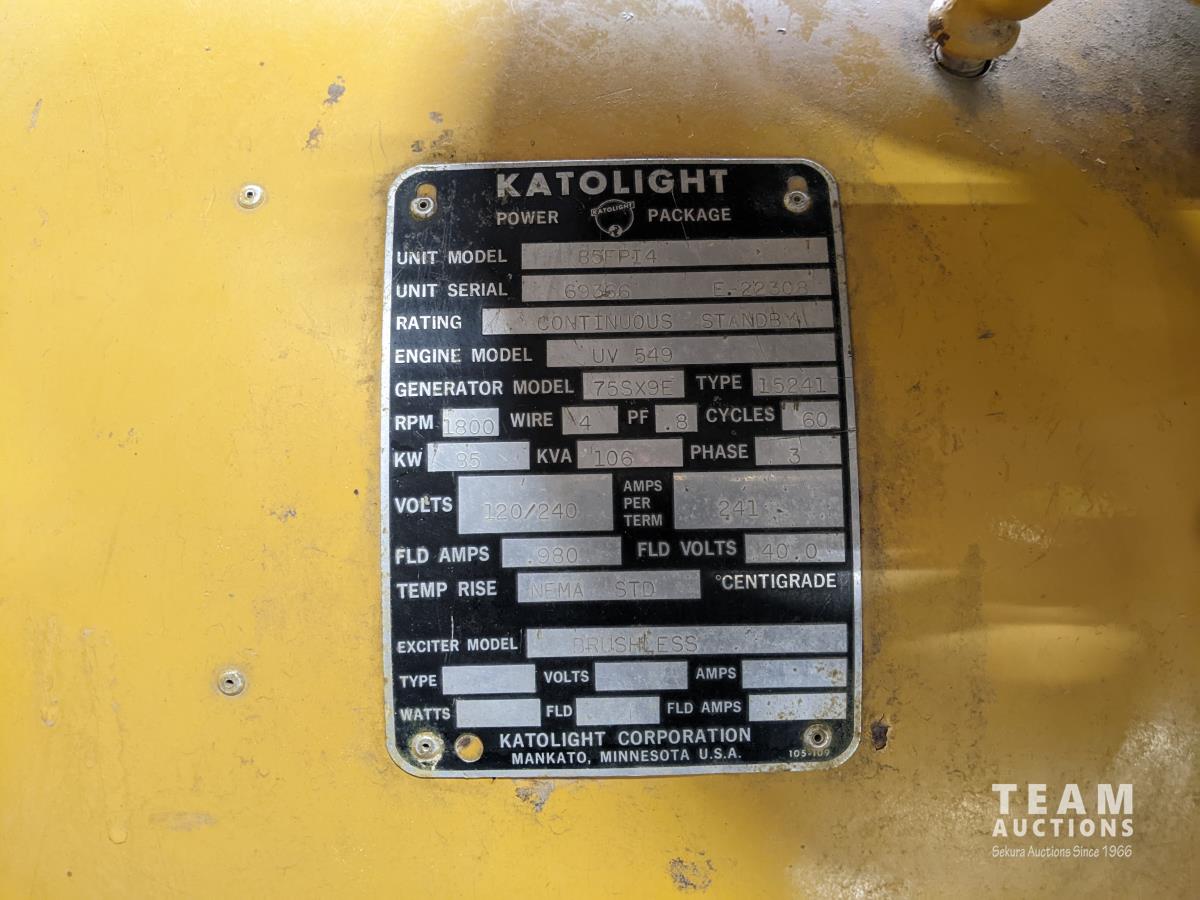 KATOLIGHT
POWER KATOLIGHT PACKAGE
UNIT MODEL 85FPI4
UNIT SERIAL 69366 E-22308
RATING CONTINUOUS STANDBY
ENGINE MODEL UV 549
GENERATOR MODEL 75SX9E TYPE 15241
RPM 1800 WIRE 4 PF .8 CYCLES 60
KW 85 KVA 106 PHASE 3
VOLTS 120/240 AMPS PER TERM 241
FLD AMPS .980 FLD VOLTS 40.0
TEMP RISE NEMA STD °CENTIGRADE
EXCITER MODEL BRUSHLESS
TYPE VOLTS AMPS
WATTS FLD FLD AMPS
KATOLIGHT CORPORATION
MANKATO, MINNESOTA U.S.A. 105-109
TEAM
AUCTIONS
Sekura Auctions Since 1966